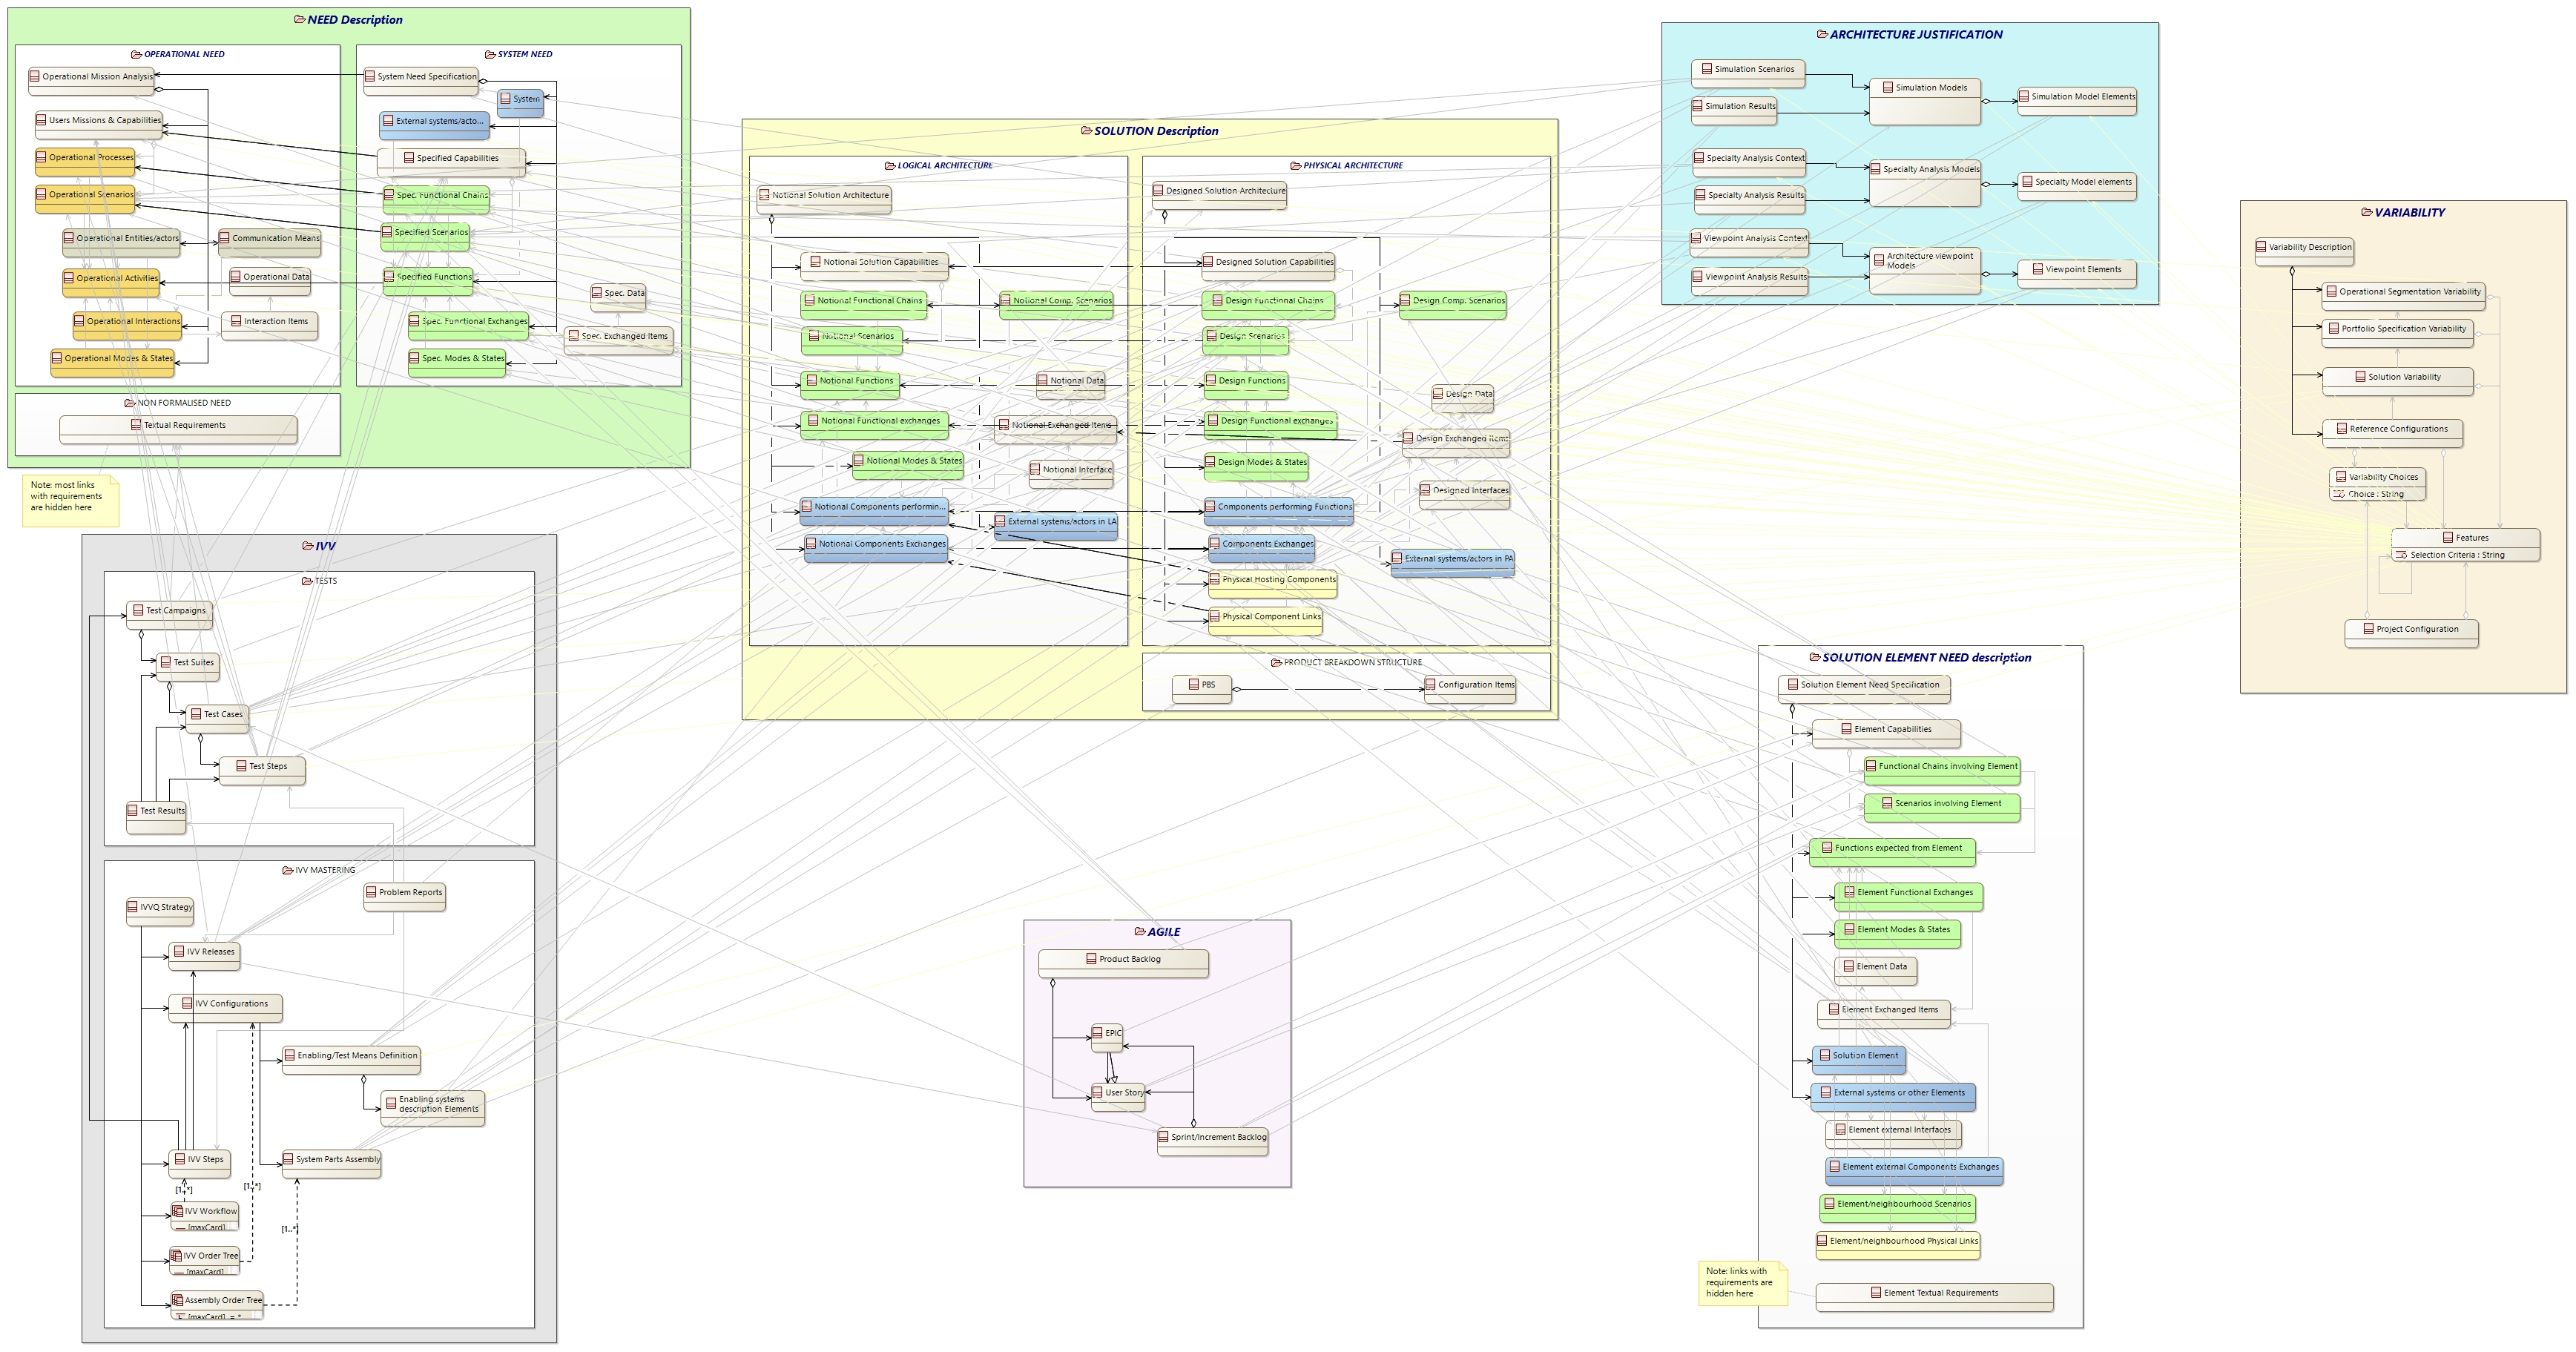 NEED Description
OPERATIONAL NEED
Operational Mission Analysis
Users Missions & Capabilities
Operational Processes
Operational Scenarios
Operational Entities/actors
Communication Means
Operational Activities
Operational Data
Operational Interactions
Interaction Items
Operational Modes & States
SYSTEM NEED
System Need Specification
System
External systems/acto...
Specified Capabilities
Spec. Functional Chains
Specified Scenarios
Specified Functions
Spec. Data
Spec. Functional Exchanges
Spec. Exchanged Items
Spec. Modes & States
NON FORMALISED NEED
Textual Requirements
Note: most links
with requirements
are hidden here
IVV
TESTS
Test Campaigns
Test Suites
Test Cases
Test Steps
Test Results
IVV MASTERING
Problem Reports
IVVQ Strategy
IVV Releases
IVV Configurations
Enabling/Test Means Definition
Enabling systems
description Elements
IVV Steps
System Parts Assembly
[1..*]
[1..*]
IVV Workflow
[maxCard]
[1..*]
IVV Order Tree
[maxCard]
Assembly Order Tree
[maxCard] = *
SOLUTION Description
LOGICAL ARCHITECTURE
Notional Solution Architecture
Notional Solution Capabilities
Notional Functional Chains
Notional Comp. Scenarios
Notional Scenarios
Notional Functions
Notional Data
Notional Functional exchanges
Notional Exchanged Items
Notional Modes & States
Notional Interface
Notional Components performin...
External systems/actors in LA
Notional Components Exchanges
PHYSICAL ARCHITECTURE
Designed Solution Architecture
Designed Solution Capabilities
Design Functional Chains
Design Comp. Scenarios
Design Scenarios
Design Functions
Design Data
Design Functional exchanges
Design Exchanged Items
Design Modes & States
Designed Interfaces
Components performing Functions
Components Exchanges
External systems/actors in PA
Physical Hosting Components
Physical Component Links
PRODUCT BREAKDOWN STRUCTURE
PBS
Configuration Items
AGILE
Product Backlog
EPIC
User Story
Sprint/Increment Backlog
ARCHITECTURE JUSTIFICATION
Simulation Scenarios
Simulation Models
Simulation Model Elements
Simulation Results
Specialty Analysis Context
Specialty Analysis Models
Specialty Model elements
Specialty Analysis Results
Viewpoint Analysis Context
Architecture viewpoint
Models
Viewpoint Elements
Viewpoint Analysis Results
SOLUTION ELEMENT NEED description
Solution Element Need Specification
Element Capabilities
Functional Chains involving Element
Scenarios involving Element
Functions expected from Element
Element Functional Exchanges
Element Modes & States
Element Data
Element Exchanged Items
Solution Element
External systems or other Elements
Element external Interfaces
Element external Components Exchanges
Element/neighbourhood Scenarios
Element/neighbourhood Physical Links
Note: links with
requirements are
hidden here
Element Textual Requirements
VARIABILITY
Variability Description
Operational Segmentation Variability
Portfolio Specification Variability
Solution Variability
Reference Configurations
Variability Choices
Choice : String
Features
Selection Criteria : String
Project Configuration